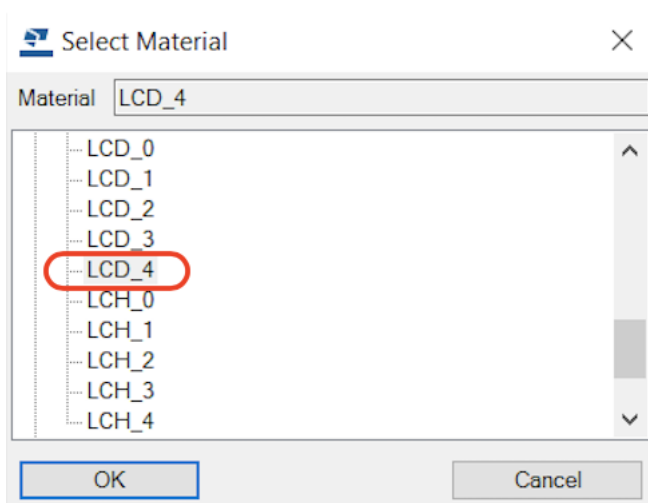 Select Material
Material LCD_4
LCD_0
LCD_1
LCD_2
LCD_3
LCD_4
LCH_0
LCH_1
LCH_2
LCH_3
LCH_4
OK Cancel